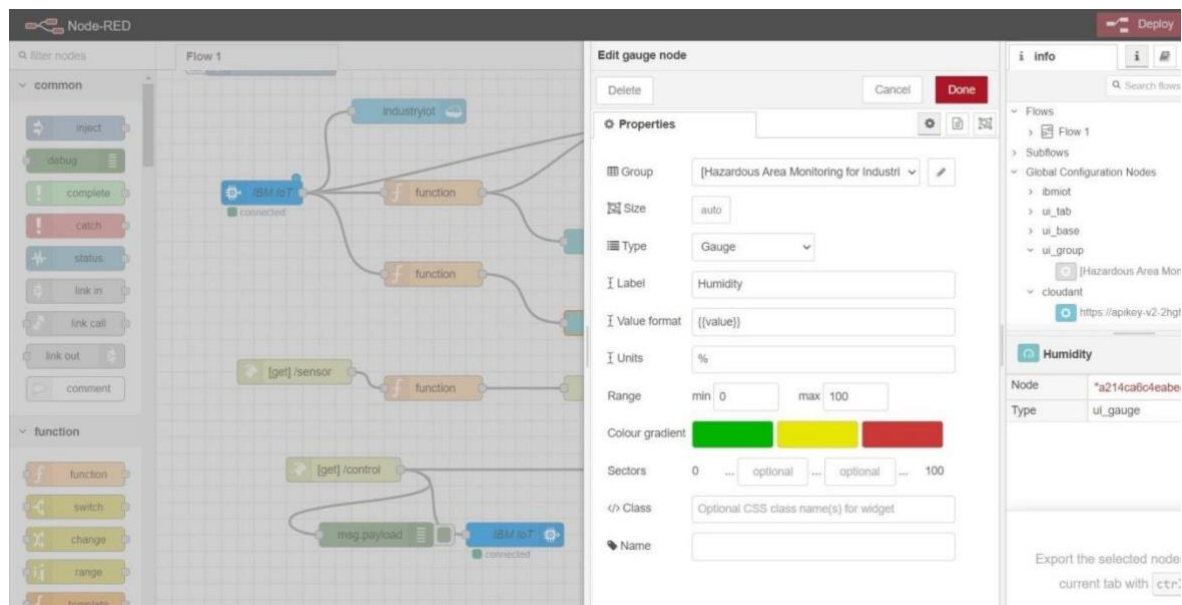 Node-RED
Deploy
filter nodes
Flow 1
common
inject
debug
complete
catch
status
link in
link call
link out
comment
function
function
switch
change
range
template
industryiot
IBM IoT
connected
function
function
[get] /sensor
function
[get] /control
msg.payload
IBM IoT
connected
Edit gauge node
Delete
Cancel
Done
Properties
Group
[Hazardous Area Monitoring for Industri
Size
auto
Type
Gauge
Label
Humidity
Value format
{{value}}
Units
%
Range
min 0
max 100
Colour gradient
Sectors
0 ... optional ... optional ... 100
</> Class
Optional CSS class name(s) for widget
Name
i info
i
Search flows
Flows
Flow 1
Subflows
Global Configuration Nodes
ibmiot
ui_tab
ui_base
ui_group
[Hazardous Area Mor
cloudant
https://apikey-v2-2hgh
Humidity
Node
"a214ca6c4eabe
Type
ui_gauge
Export the selected node
current tab with